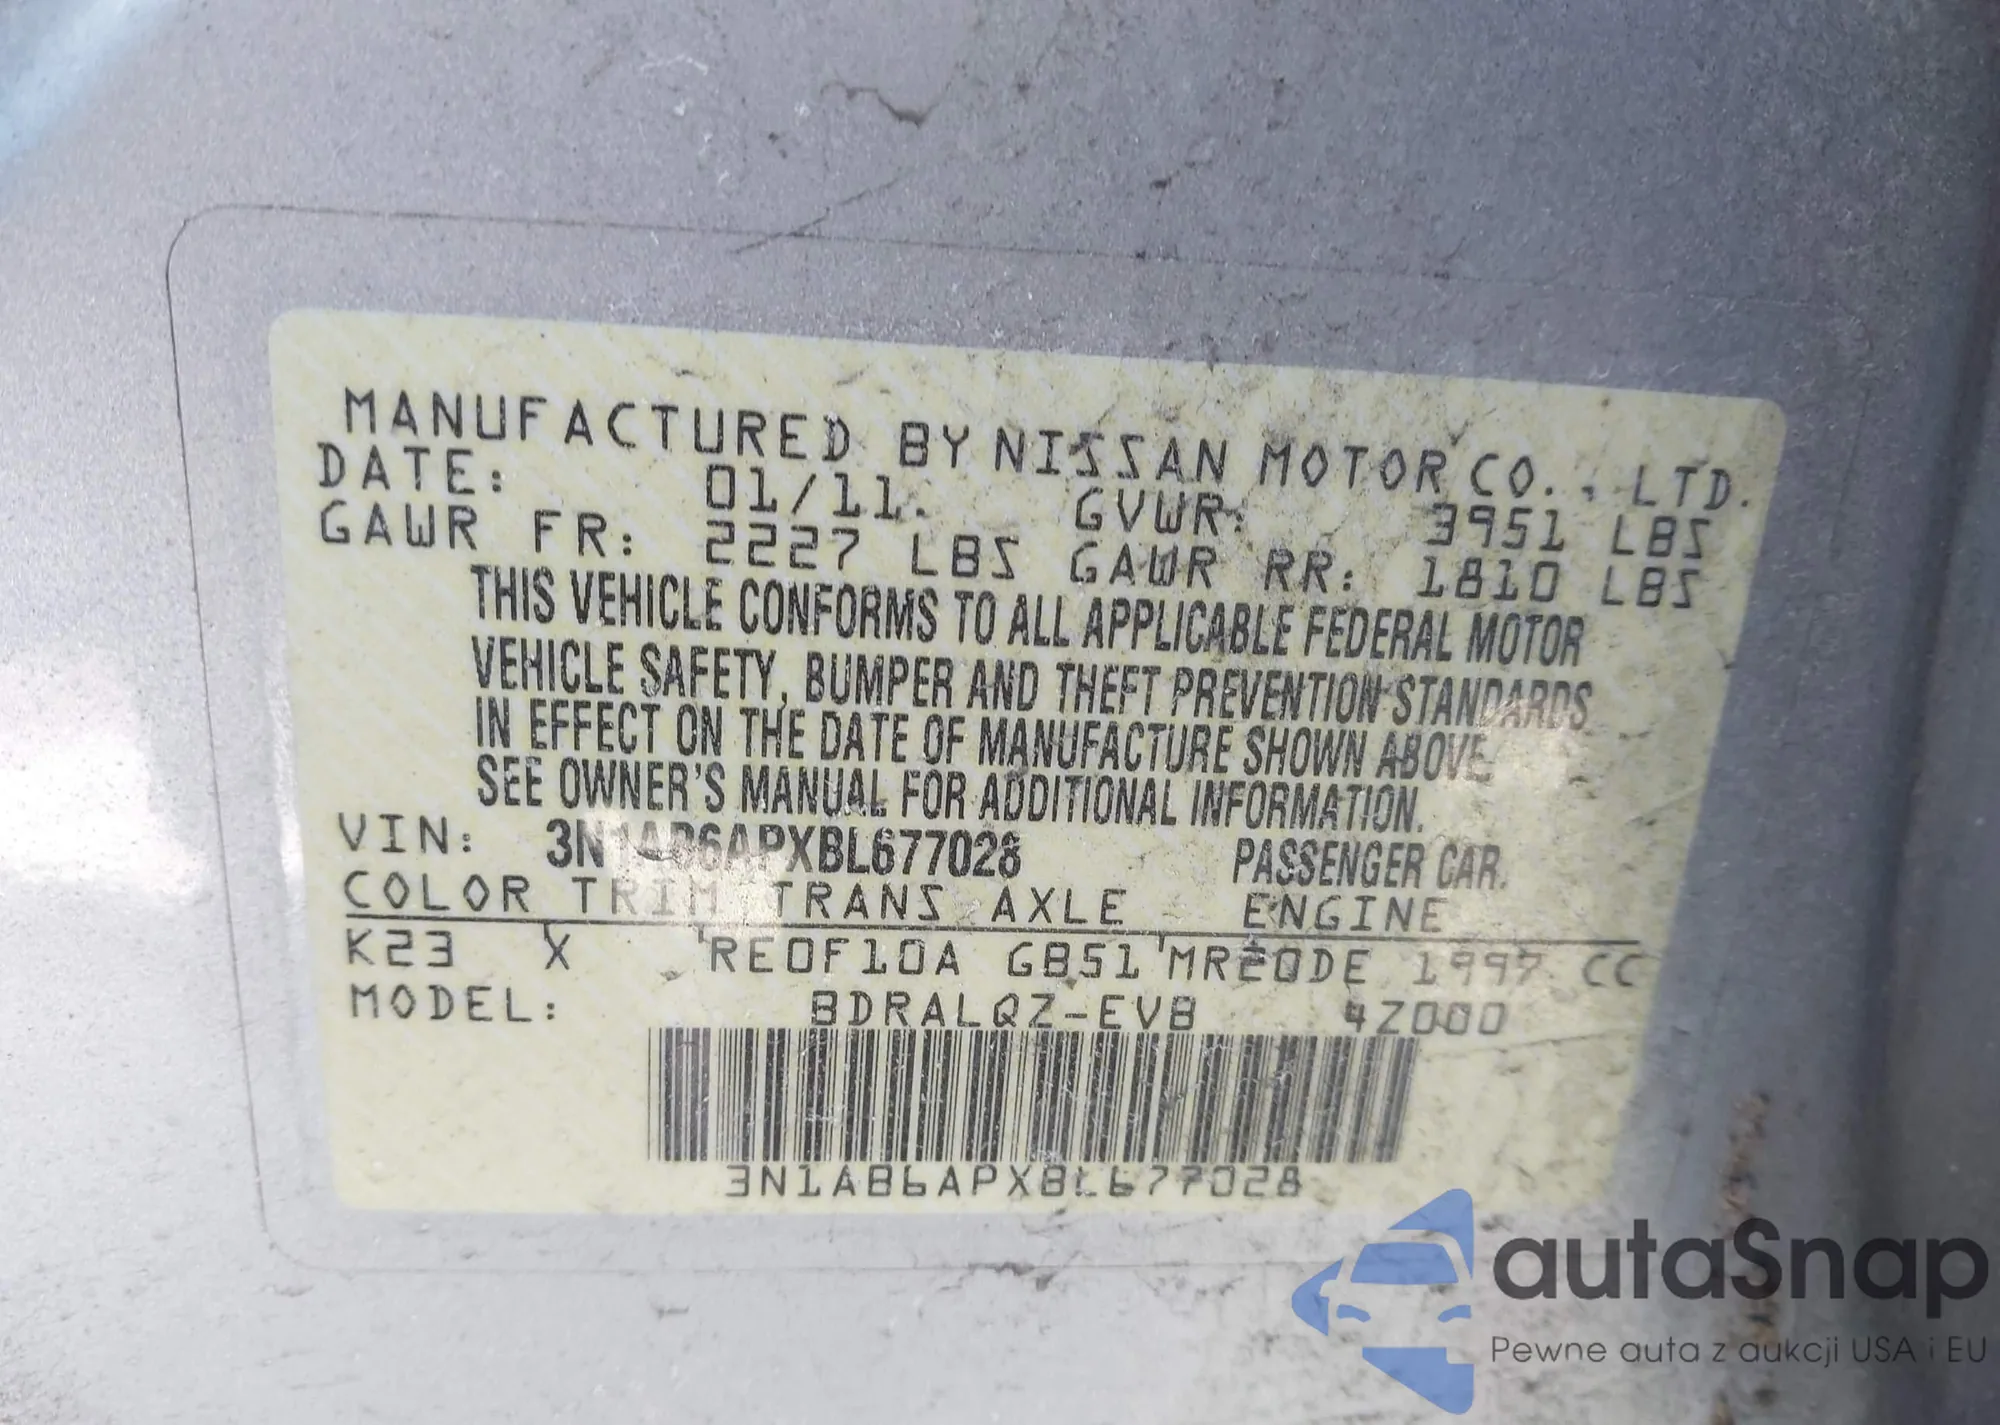 MANUFACTURED BY NISSAN MOTOR CO., LTD.
DATE: 01/11. GVWR: 3951 LBS
GAWR FR: 2227 LBS GAWR RR: 1810 LBS
THIS VEHICLE CONFORMS TO ALL APPLICABLE FEDERAL MOTOR
VEHICLE SAFETY, BUMPER AND THEFT PREVENTION STANDARDS
IN EFFECT ON THE DATE OF MANUFACTURE SHOWN ABOVE.
SEE OWNER'S MANUAL FOR ADDITIONAL INFORMATION.
VIN: 3N1AB6APXBL677028 PASSENGER CAR.
COLOR TRIM TRANS AXLE ENGINE
K23 X RE0F10A GB51 MR20DE 1997 CC
MODEL: BDRALQZ-EVB 4Z000
3N1AB6APXBL677028
autaSnap
Pewne auta z aukcji USA i EU